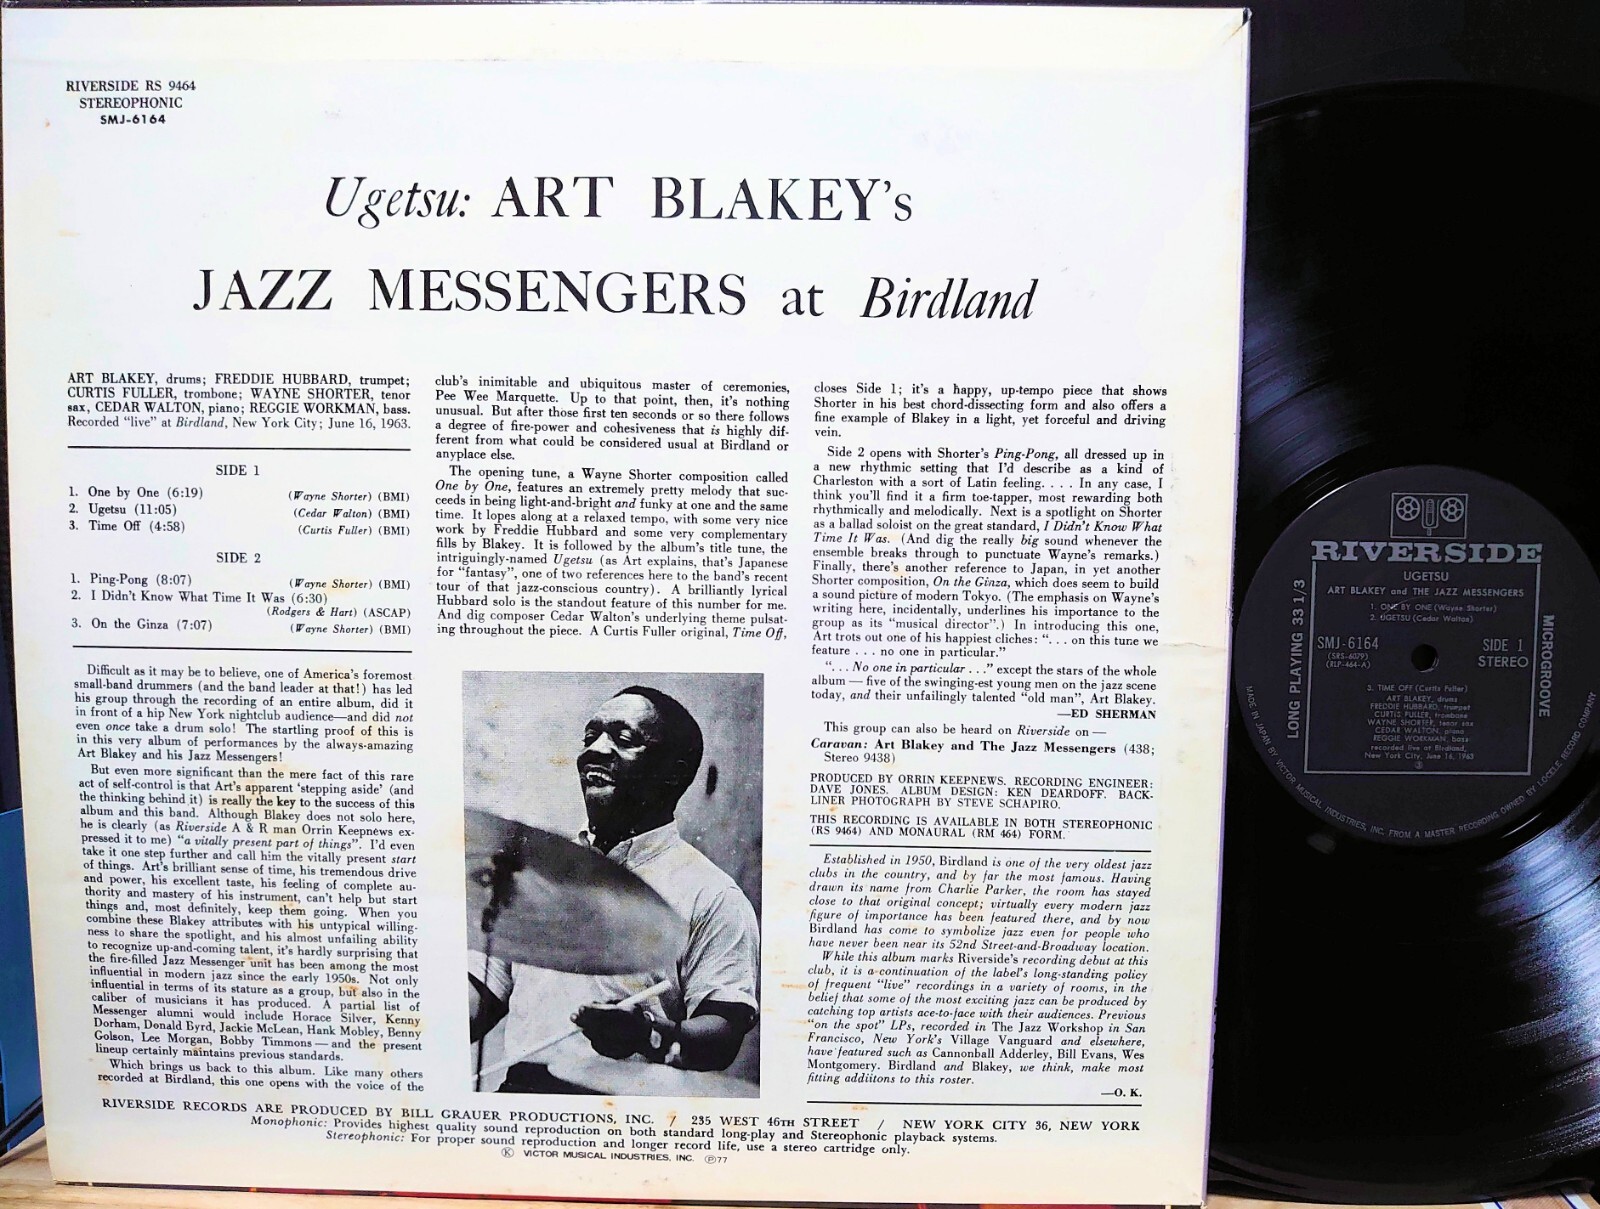 RIVERSIDE RS 9464
STEREOPHONIC
SMJ-6164
Ugetsu: ART BLAKEY's
JAZZ MESSENGERS at Birdland
ART BLAKEY, drums; FREDDIE HUBBARD, trumpet;
CURTIS FULLER, trombone; WAYNE SHORTER, tenor
sax, CEDAR WALTON, piano; REGGIE WORKMAN, bass.
Recorded "live" at Birdland, New York City; June 16, 1963.
SIDE 1
1. One by One (6:19) (Wayne Shorter) (BMI)
2. Ugetsu (11:05) (Cedar Walton) (BMI)
3. Time Off (4:58) (Curtis Fuller) (BMI)
SIDE 2
1. Ping-Pong (8:07) (Wayne Shorter) (BMI)
2. I Didn't Know What Time It Was (6:30)
(Rodgers & Hart) (ASCAP)
3. On the Ginza (7:07) (Wayne Shorter) (BMI)
Difficult as it may be to believe, one of America's foremost
small-band drummers (and the band leader at that!) has led
his group through the recording of an entire album, did it
in front of a hip New York nightclub audience—and did not
even once take a drum solo! The startling proof of this is
in this very album of performances by the always-amazing
Art Blakey and his Jazz Messengers!
But even more significant than the mere fact of this rare
act of self-control is that Art's apparent 'stepping aside' (and
the thinking behind it) is really the key to the success of this
album and this band. Although Blakey does not solo here,
he is clearly (as Riverside A & R man Orrin Keepnews ex-
pressed it to me) "a vitally present part of things". I'd even
take it one step further and call him the vitally present start
of things. Art's brilliant sense of time, his tremendous drive
and power, his excellent taste, his feeling of complete au-
thority and mastery of his instrument, can't help but start
things and, most definitely, keep them going. When you
combine these Blakey attributes with his untypical willing-
ness to share the spotlight, and his almost unfailing ability
to recognize up-and-coming talent, it's hardly surprising that
the fire-filled Jazz Messenger unit has been among the most
influential in modern jazz since the early 1950s. Not only
influential in terms of its stature as a group, but also in the
caliber of musicians it has produced. A partial list of
Messenger alumni would include Horace Silver, Kenny
Dorham, Donald Byrd, Jackie McLean, Hank Mobley, Benny
Golson, Lee Morgan, Bobby Timmons — and the present
lineup certainly maintains previous standards.
Which brings us back to this album. Like many others
recorded at Birdland, this one opens with the voice of the
club's inimitable and ubiquitous master of ceremonies,
Pee Wee Marquette. Up to that point, then, it's nothing
unusual. But after those first ten seconds or so there follows
a degree of fire-power and cohesiveness that is highly dif-
ferent from what could be considered usual at Birdland or
anyplace else.
The opening tune, a Wayne Shorter composition called
One by One, features an extremely pretty melody that suc-
ceeds in being light-and-bright and funky at one and the same
time. It lopes along at a relaxed tempo, with some very nice
work by Freddie Hubbard and some very complementary
fills by Blakey. It is followed by the album's title tune, the
intriguingly-named Ugetsu (as Art explains, that's Japanese
for "fantasy", one of two references here to the band's recent
tour of that jazz-conscious country). A brilliantly lyrical
Hubbard solo is the standout feature of this number for me.
And dig composer Cedar Walton's underlying theme pulsat-
ing throughout the piece. A Curtis Fuller original, Time Off,
closes Side 1; it's a happy, up-tempo piece that shows
Shorter in his best chord-dissecting form and also offers a
fine example of Blakey in a light, yet forceful and driving
vein.
Side 2 opens with Shorter's Ping-Pong, all dressed up in
a new rhythmic setting that I'd describe as a kind of
Charleston with a sort of Latin feeling. . . . In any case, I
think you'll find it a firm toe-tapper, most rewarding both
rhythmically and melodically. Next is a spotlight on Shorter
as a ballad soloist on the great standard, I Didn't Know What
Time It Was. (And dig the really big sound whenever the
ensemble breaks through to punctuate Wayne's remarks.)
Finally, there's another reference to Japan, in yet another
Shorter composition, On the Ginza, which does seem to build
a sound picture of modern Tokyo. (The emphasis on Wayne's
writing here, incidentally, underlines his importance to the
group as its "musical director".) In introducing this one,
Art trots out one of his happiest cliches: ". . . on this tune we
feature . . . no one in particular."
". . . No one in particular . . ." except the stars of the whole
album — five of the swinging-est young men on the jazz scene
today, and their unfailingly talented "old man", Art Blakey.
—ED SHERMAN
This group can also be heard on Riverside on —
Caravan: Art Blakey and The Jazz Messengers (438;
Stereo 9438)
PRODUCED BY ORRIN KEEPNEWS. RECORDING ENGINEER:
DAVE JONES. ALBUM DESIGN: KEN DEARDOFF. BACK-
LINER PHOTOGRAPH BY STEVE SCHAPIRO.
THIS RECORDING IS AVAILABLE IN BOTH STEREOPHONIC
(RS 9464) AND MONAURAL (RM 464) FORM.
Established in 1950, Birdland is one of the very oldest jazz
clubs in the country, and by far the most famous. Having
drawn its name from Charlie Parker, the room has stayed
close to that original concept; virtually every modern jazz
figure of importance has been featured there, and by now
Birdland has come to symbolize jazz even for people who
have never been near its 52nd Street-and-Broadway location.
While this album marks Riverside's recording debut at this
club, it is a continuation of the label's long-standing policy
of frequent "live" recordings in a variety of rooms, in the
belief that some of the most exciting jazz can be produced by
catching top artists ace-to-face with their audiences. Previous
"on the spot" LPs, recorded in The Jazz Workshop in San
Francisco, New York's Village Vanguard and elsewhere,
have featured such as Cannonball Adderley, Bill Evans, Wes
Montgomery. Birdland and Blakey, we think, make most
fitting addiitons to this roster.
—O. K.
RIVERSIDE RECORDS ARE PRODUCED BY BILL GRAUER PRODUCTIONS, INC. / 235 WEST 46TH STREET / NEW YORK CITY 36, NEW YORK
Monophonic: Provides highest quality sound reproduction on both standard long-play and Stereophonic playback systems.
Stereophonic: For proper sound reproduction and longer record life, use a stereo cartridge only.
Ⓚ VICTOR MUSICAL INDUSTRIES, INC. Ⓟ77
RIVERSIDE
UGETSU
ART BLAKEY and THE JAZZ MESSENGERS
1. ONE BY ONE (Wayne Shorter)
2. UGETSU (Cedar Walton)
SMJ-6164 SIDE 1
(SRS-6079) STEREO
(RLP-464-A)
3. TIME OFF (Curtis Fuller)
ART BLAKEY, drums
FREDDIE HUBBARD, trumpet
CURTIS FULLER, trombone
WAYNE SHORTER, tenor sax
CEDAR WALTON, piano
REGGIE WORKMAN, bass
recorded live at Birdland,
New York City, June 16, 1963
LONG PLAYING 33 1/3
MICROGROOVE
MADE IN JAPAN BY VICTOR MUSICAL INDUSTRIES, INC. FROM A MASTER RECORDING OWNED BY LOCELE RECORD COMPANY